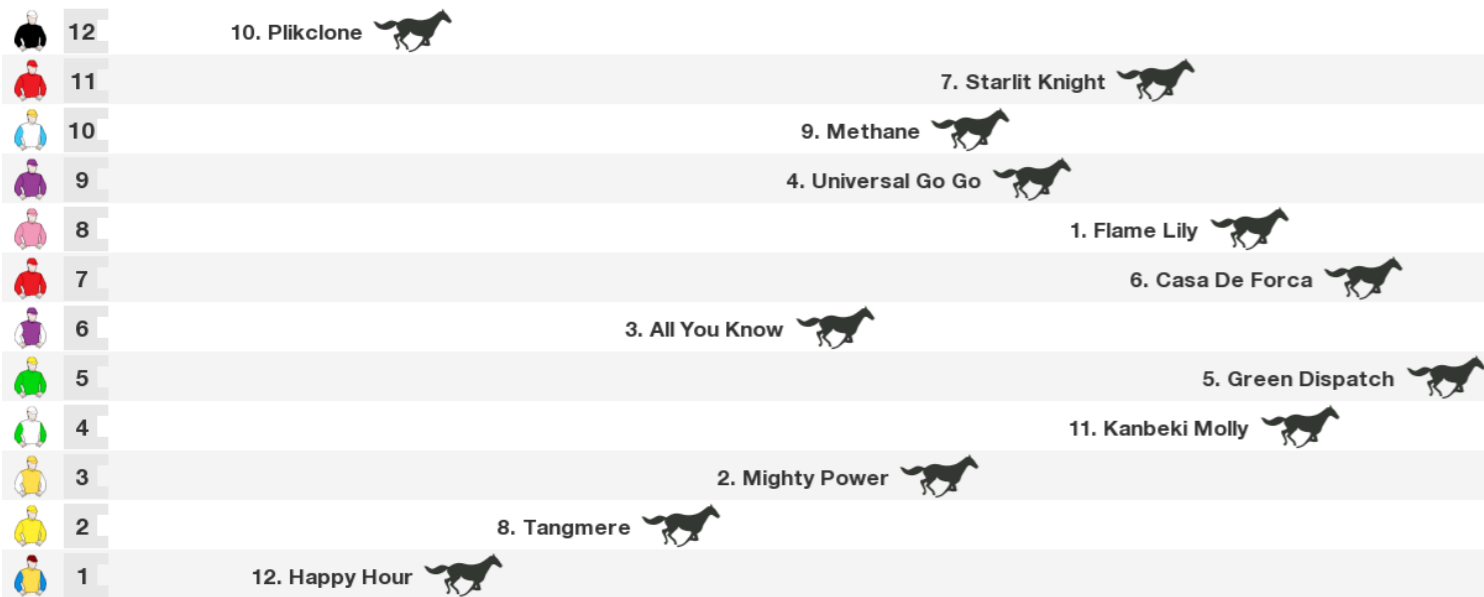 12 10. Plikclone
11 7. Starlit Knight
10 9. Methane
9 4. Universal Go Go
8 1. Flame Lily
7 6. Casa De Forca
6 3. All You Know
5 5. Green Dispatch
4 11. Kanbeki Molly
3 2. Mighty Power
2 8. Tangmere
1 12. Happy Hour